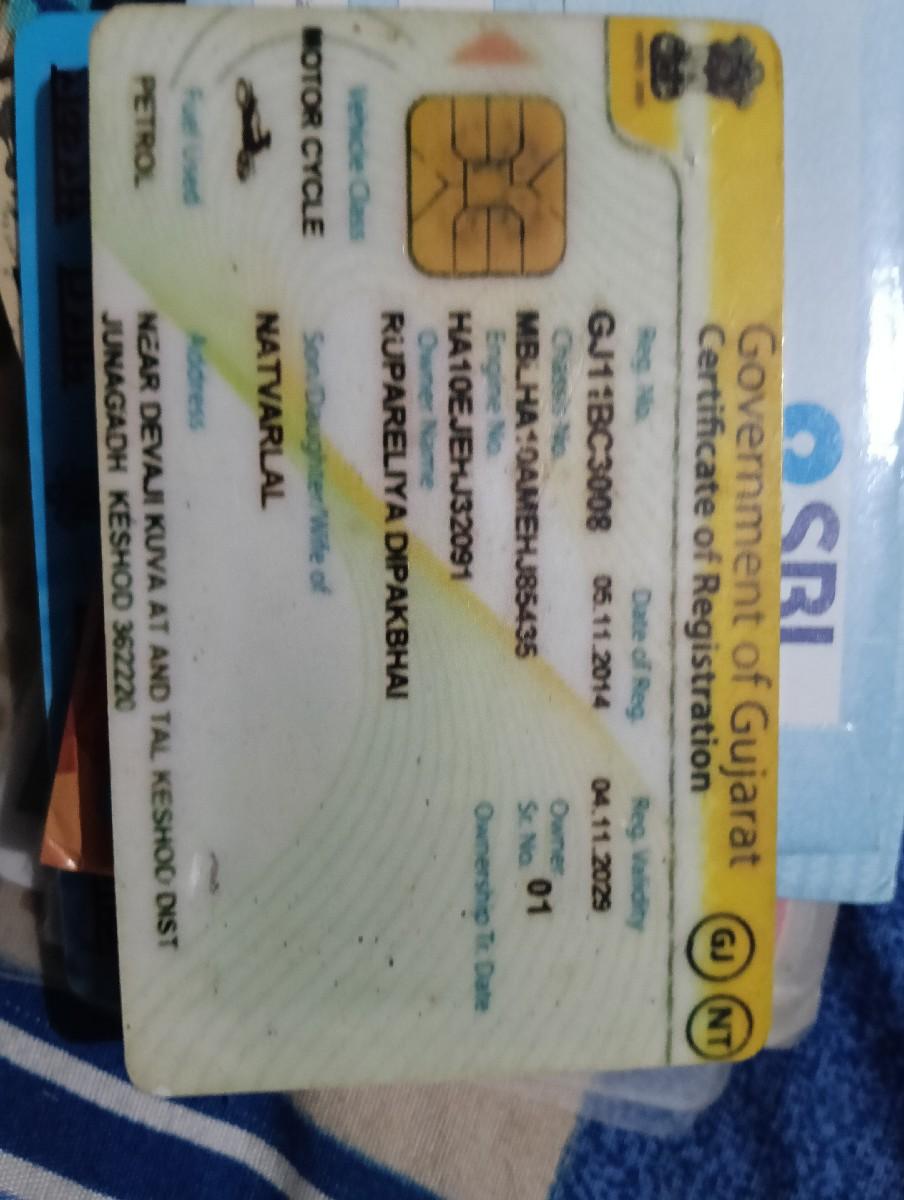 SBI
Government of Gujarat
Certificate of Registration
GJ NT
Reg. No. Date of Reg. Reg. Validity
GJ11BC3008 05.11.2014 04.11.2029
Chassis No. Owner
MBLHA10AMEHJ85435 Sr. No. 01
Engine No. Ownership Tr. Date
HA10EJEHJ32091
Owner Name
RUPARELIYA DIPAKBHAI
Vehicle Class
MOTOR CYCLE
Son/Daughter/Wife of
NATVARLAL
Fuel Used
PETROL
Address
NEAR DEVAJI KUVA AT AND TAL KESHOD DIST
JUNAGADH KESHOD 362220